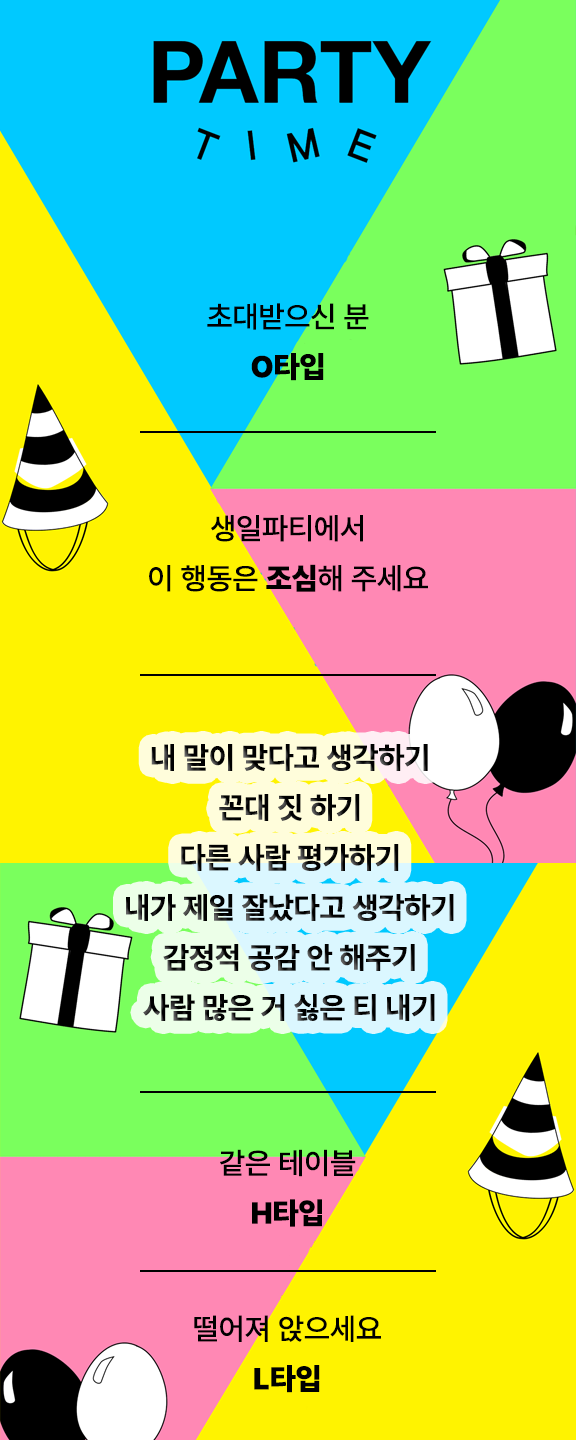 PARTY
TIME
초대받으신 분
O타입
생일파티에서
이 행동은 조심해 주세요
내 말이 맞다고 생각하기
꼰대 짓 하기
다른 사람 평가하기
내가 제일 잘났다고 생각하기
감정적 공감 안 해주기
사람 많은 거 싫은 티 내기
같은 테이블
H타입
떨어져 앉으세요
L타입